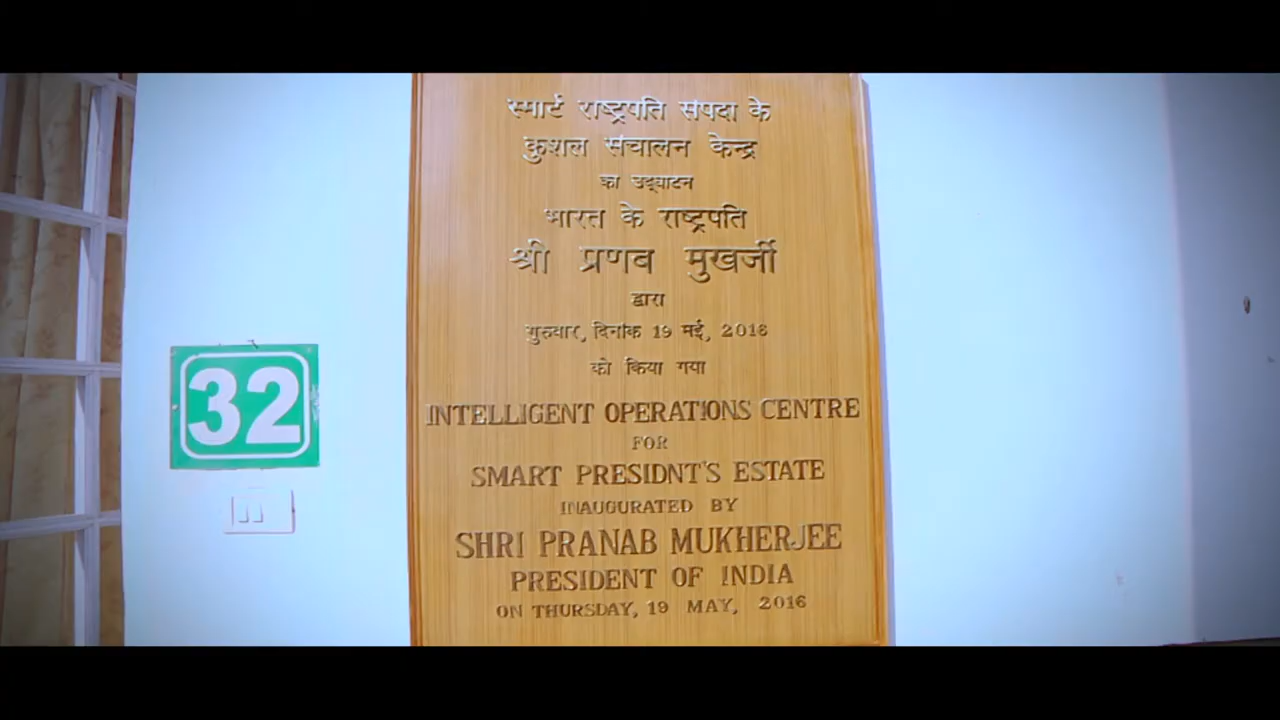 स्मार्ट राष्ट्रपति संपदा के
कुशल संचालन केन्द्र
का उद्घाटन
भारत के राष्ट्रपति
श्री प्रणब मुखर्जी
द्वारा
गुरुवार, दिनांक 19 मई, 2016
को किया गया
INTELLIGENT OPERATIONS CENTRE
FOR
SMART PRESIDNT'S ESTATE
INAUGURATED BY
SHRI PRANAB MUKHERJEE
PRESIDENT OF INDIA
ON THURSDAY, 19 MAY, 2016
32